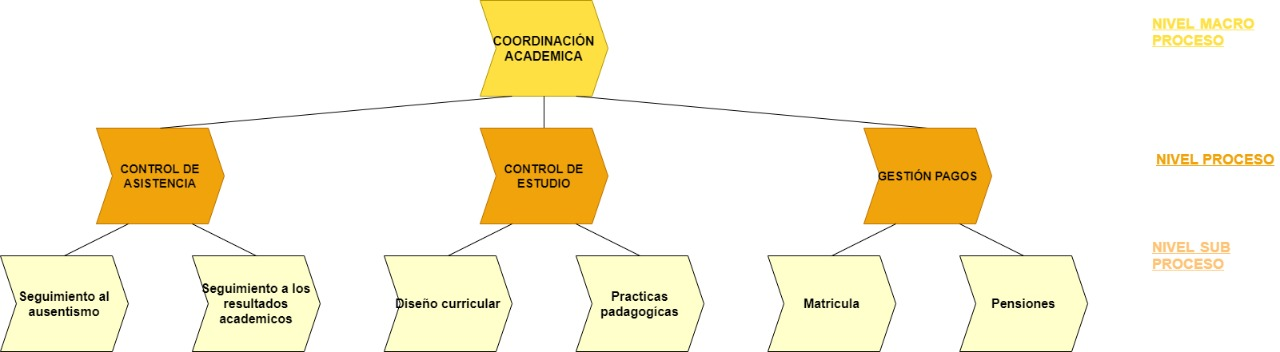 COORDINACIÓN
ACADEMICA
NIVEL MACRO
PROCESO
CONTROL DE
ASISTENCIA
CONTROL DE
ESTUDIO
GESTIÓN PAGOS
NIVEL PROCESO
NIVEL SUB
PROCESO
Seguimiento al
ausentismo
Seguimiento a los
resultados
academicos
Diseño curricular
Practicas
padagogícas
Matricula
Pensiones